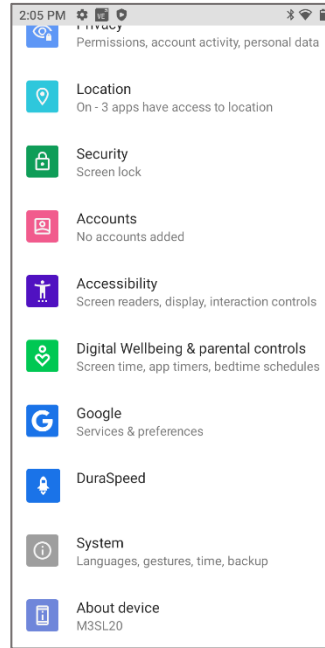 2:05 PM
Privacy
Permissions, account activity, personal data
Location
On - 3 apps have access to location
Security
Screen lock
Accounts
No accounts added
Accessibility
Screen readers, display, interaction controls
Digital Wellbeing & parental controls
Screen time, app timers, bedtime schedules
Google
Services & preferences
DuraSpeed
System
Languages, gestures, time, backup
About device
M3SL20